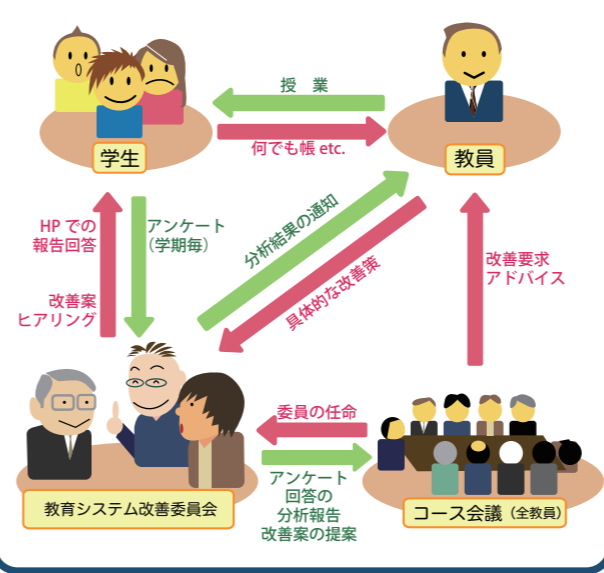 授　業
何でも帳 etc.
学生
教員
HP での
報告回答
改善案
ヒアリング
アンケート
（学期毎）
分析結果の通知
具体的な改善策
改善要求
アドバイス
委員の任命
アンケート
回答の
分析報告
改善案の提案
教育システム改善委員会
コース会議（全教員）